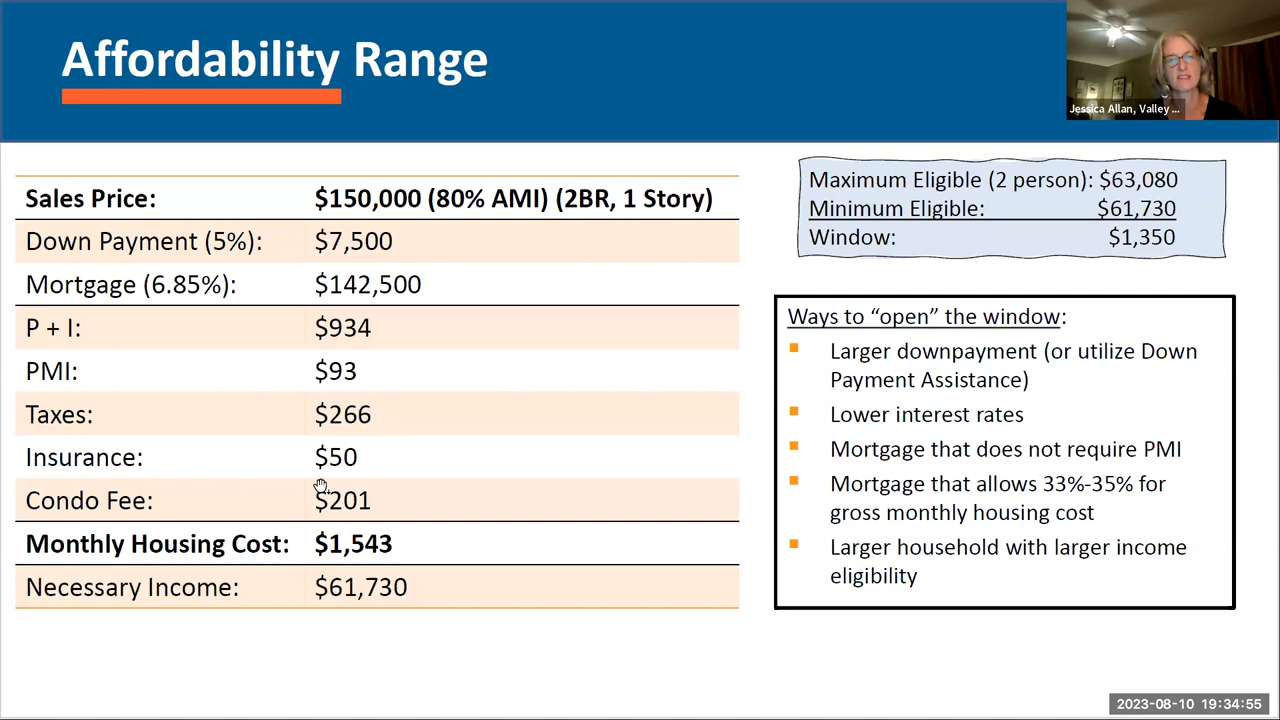 Affordability Range
Jessica Allan, Valley ...
Sales Price: $150,000 (80% AMI) (2BR, 1 Story)
Down Payment (5%): $7,500
Mortgage (6.85%): $142,500
P + I: $934
PMI: $93
Taxes: $266
Insurance: $50
Condo Fee: $201
Monthly Housing Cost: $1,543
Necessary Income: $61,730
Maximum Eligible (2 person): $63,080
Minimum Eligible: $61,730
Window: $1,350
Ways to “open” the window:
Larger downpayment (or utilize Down
Payment Assistance)
Lower interest rates
Mortgage that does not require PMI
Mortgage that allows 33%-35% for
gross monthly housing cost
Larger household with larger income
eligibility
2023-08-10 19:34:55